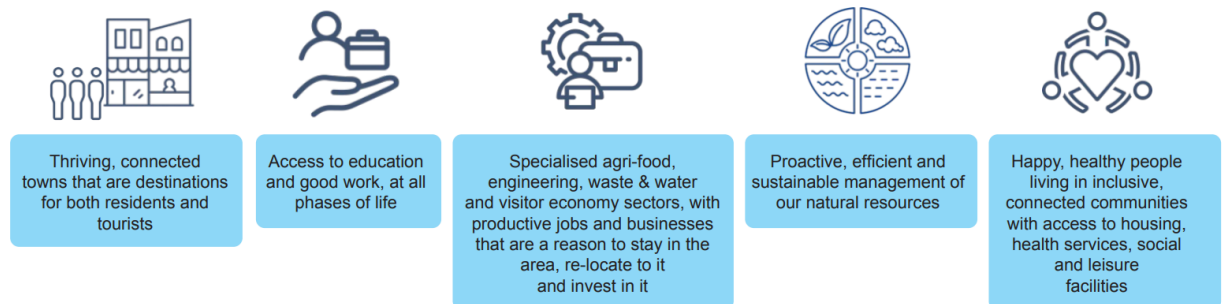 Thriving, connected
towns that are destinations
for both residents and
tourists
Access to education
and good work, at all
phases of life
Specialised agri-food,
engineering, waste & water
and visitor economy sectors, with
productive jobs and businesses
that are a reason to stay in the
area, re-locate to it
and invest in it
Proactive, efficient and
sustainable management of
our natural resources
Happy, healthy people
living in inclusive,
connected communities
with access to housing,
health services, social
and leisure
facilities